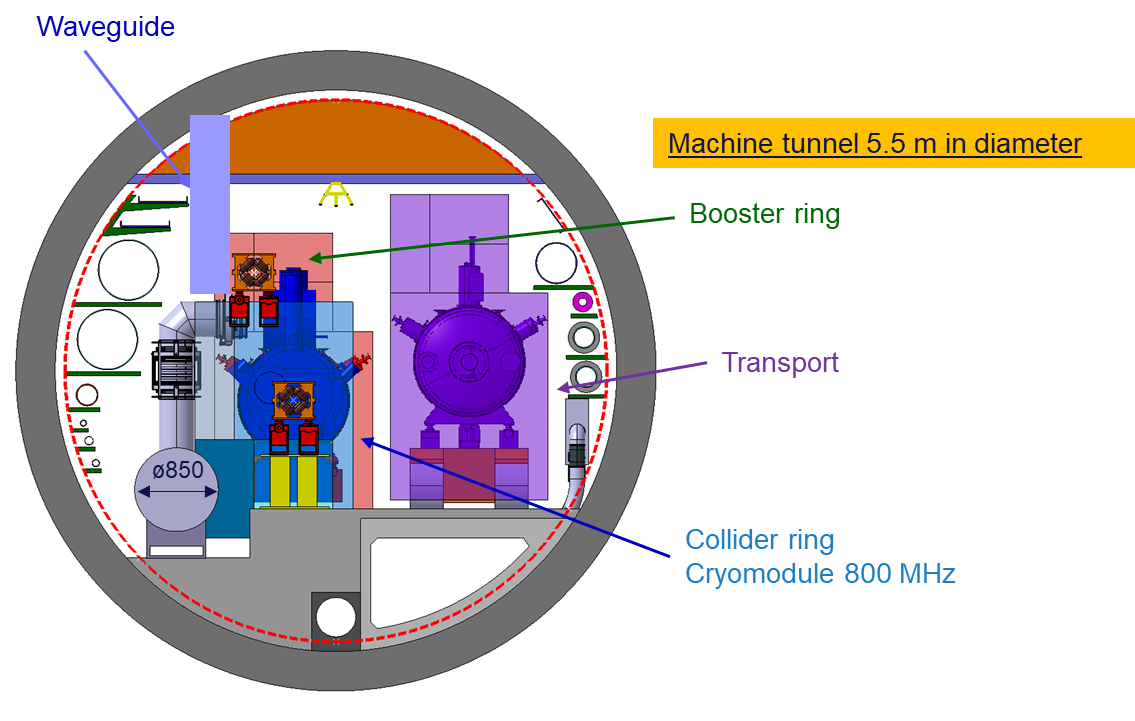 Waveguide
Machine tunnel 5.5 m in diameter
Booster ring
Transport
ø850
Collider ring
Cryomodule 800 MHz